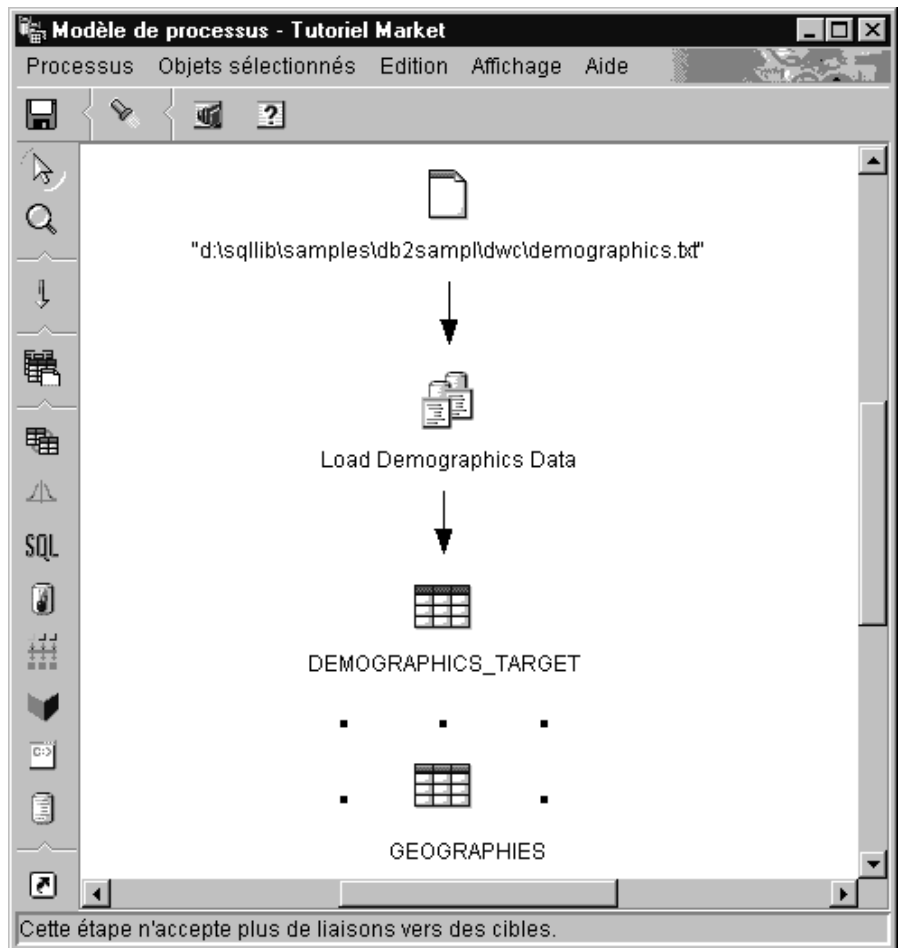 Modèle de processus - Tutoriel Market
Processus Objets sélectionnés Edition Affichage Aide
"d:\sqllib\samples\db2sampl\dwc\demographics.txt"
Load Demographics Data
SQL
DEMOGRAPHICS_TARGET
C:>
GEOGRAPHIES
Cette étape n'accepte plus de liaisons vers des cibles.